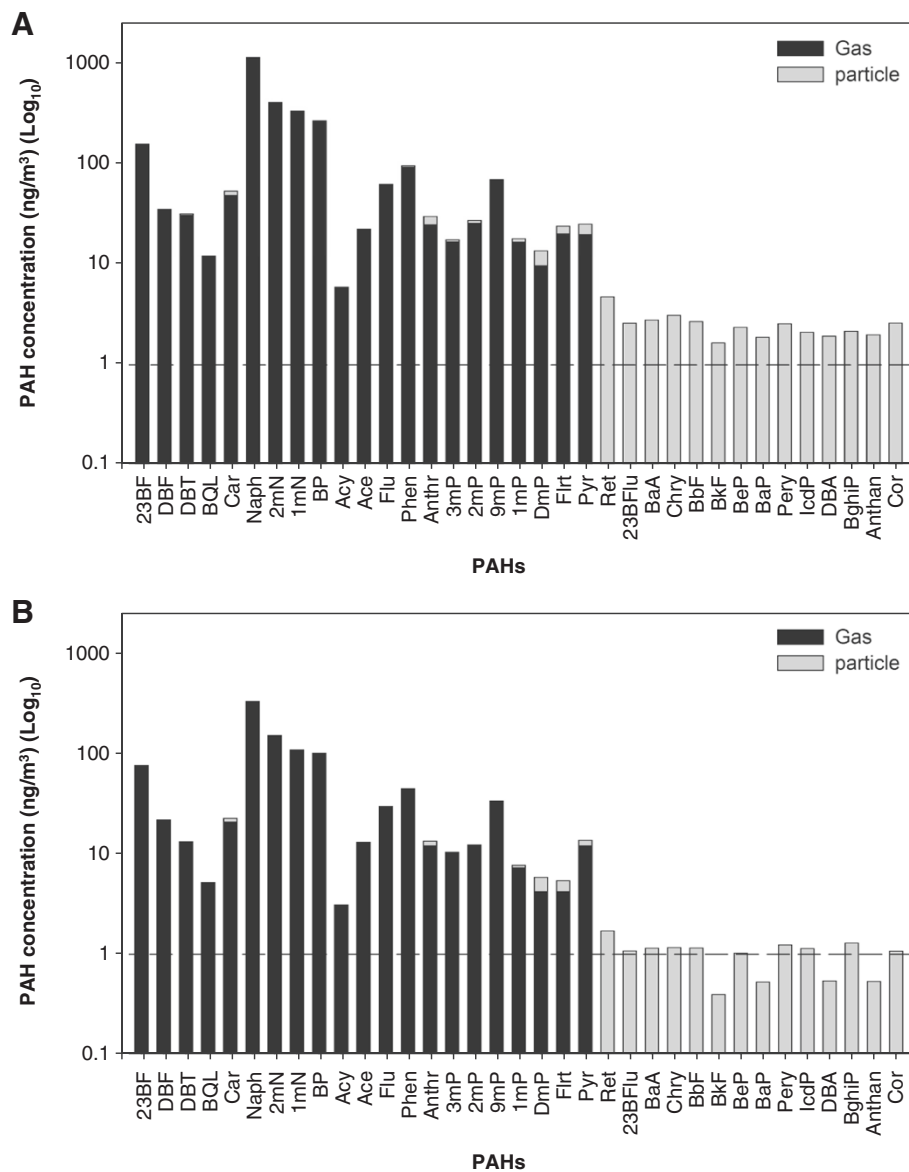 A
PAH concentration (ng/m³) (Log₁₀)
1000
100
10
1
0.1
Gas
particle
23BF
DBF
DBT
BQL
Car
Naph
2mN
1mN
BP
Acy
Ace
Flu
Phen
Anthr
3mP
2mP
9mP
1mP
DmP
Flrt
Pyr
Ret
23BFlu
BaA
Chry
BbF
BkF
BeP
BaP
Pery
IcdP
DBA
BghiP
Anthan
Cor
PAHs
B
PAH concentration (ng/m³) (Log₁₀)
1000
100
10
1
0.1
Gas
particle
23BF
DBF
DBT
BQL
Car
Naph
2mN
1mN
BP
Acy
Ace
Flu
Phen
Anthr
3mP
2mP
9mP
1mP
DmP
Flrt
Pyr
Ret
23BFlu
BaA
Chry
BbF
BkF
BeP
BaP
Pery
IcdP
DBA
BghiP
Anthan
Cor
PAHs